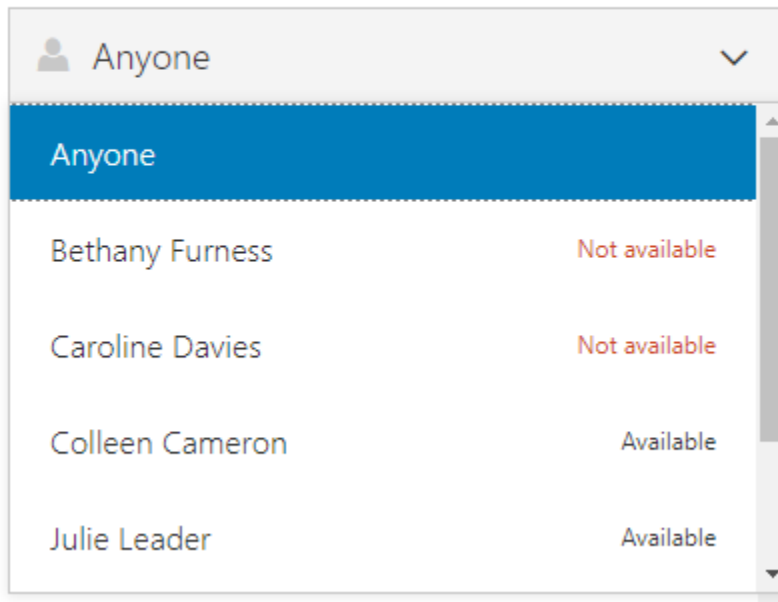 Anyone
Anyone
Bethany Furness Not available
Caroline Davies Not available
Colleen Cameron Available
Julie Leader Available